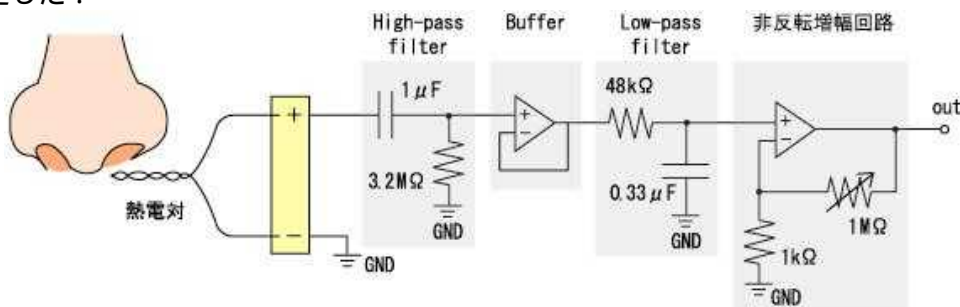 High-pass
filter
Buffer
Low-pass
filter
非反転増幅回路
1μF
3.2MΩ
GND
+
−
48kΩ
0.33μF
GND
+
−
out
1MΩ
1kΩ
GND
熱電対
+
−
GND